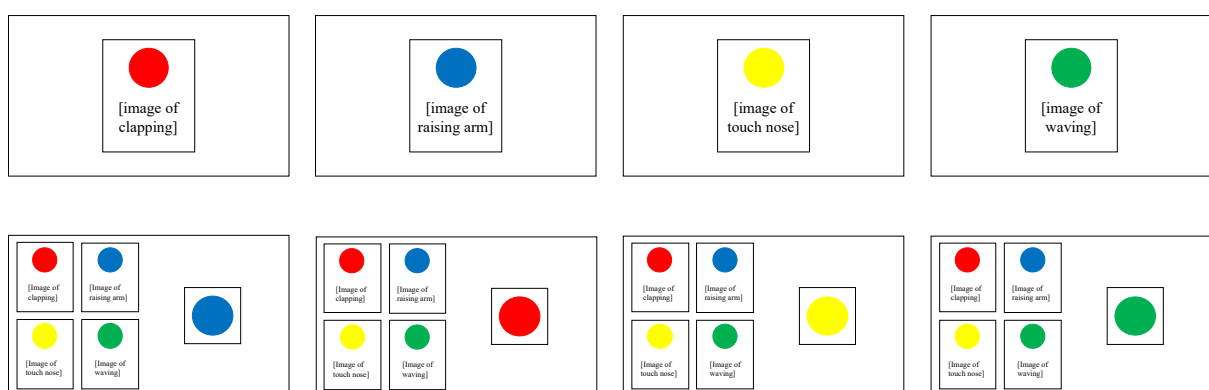 [image of
clapping]
[image of
raising arm]
[image of
touch nose]
[image of
waving]
[Image of
clapping]
[Image of
raising arm]
[Image of
touch nose]
[Image of
waving]
[Image of
clapping]
[Image of
raising arm]
[Image of
touch nose]
[Image of
waving]
[Image of
clapping]
[Image of
raising arm]
[Image of
touch nose]
[Image of
waving]
[Image of
clapping]
[Image of
raising arm]
[Image of
touch nose]
[Image of
waving]